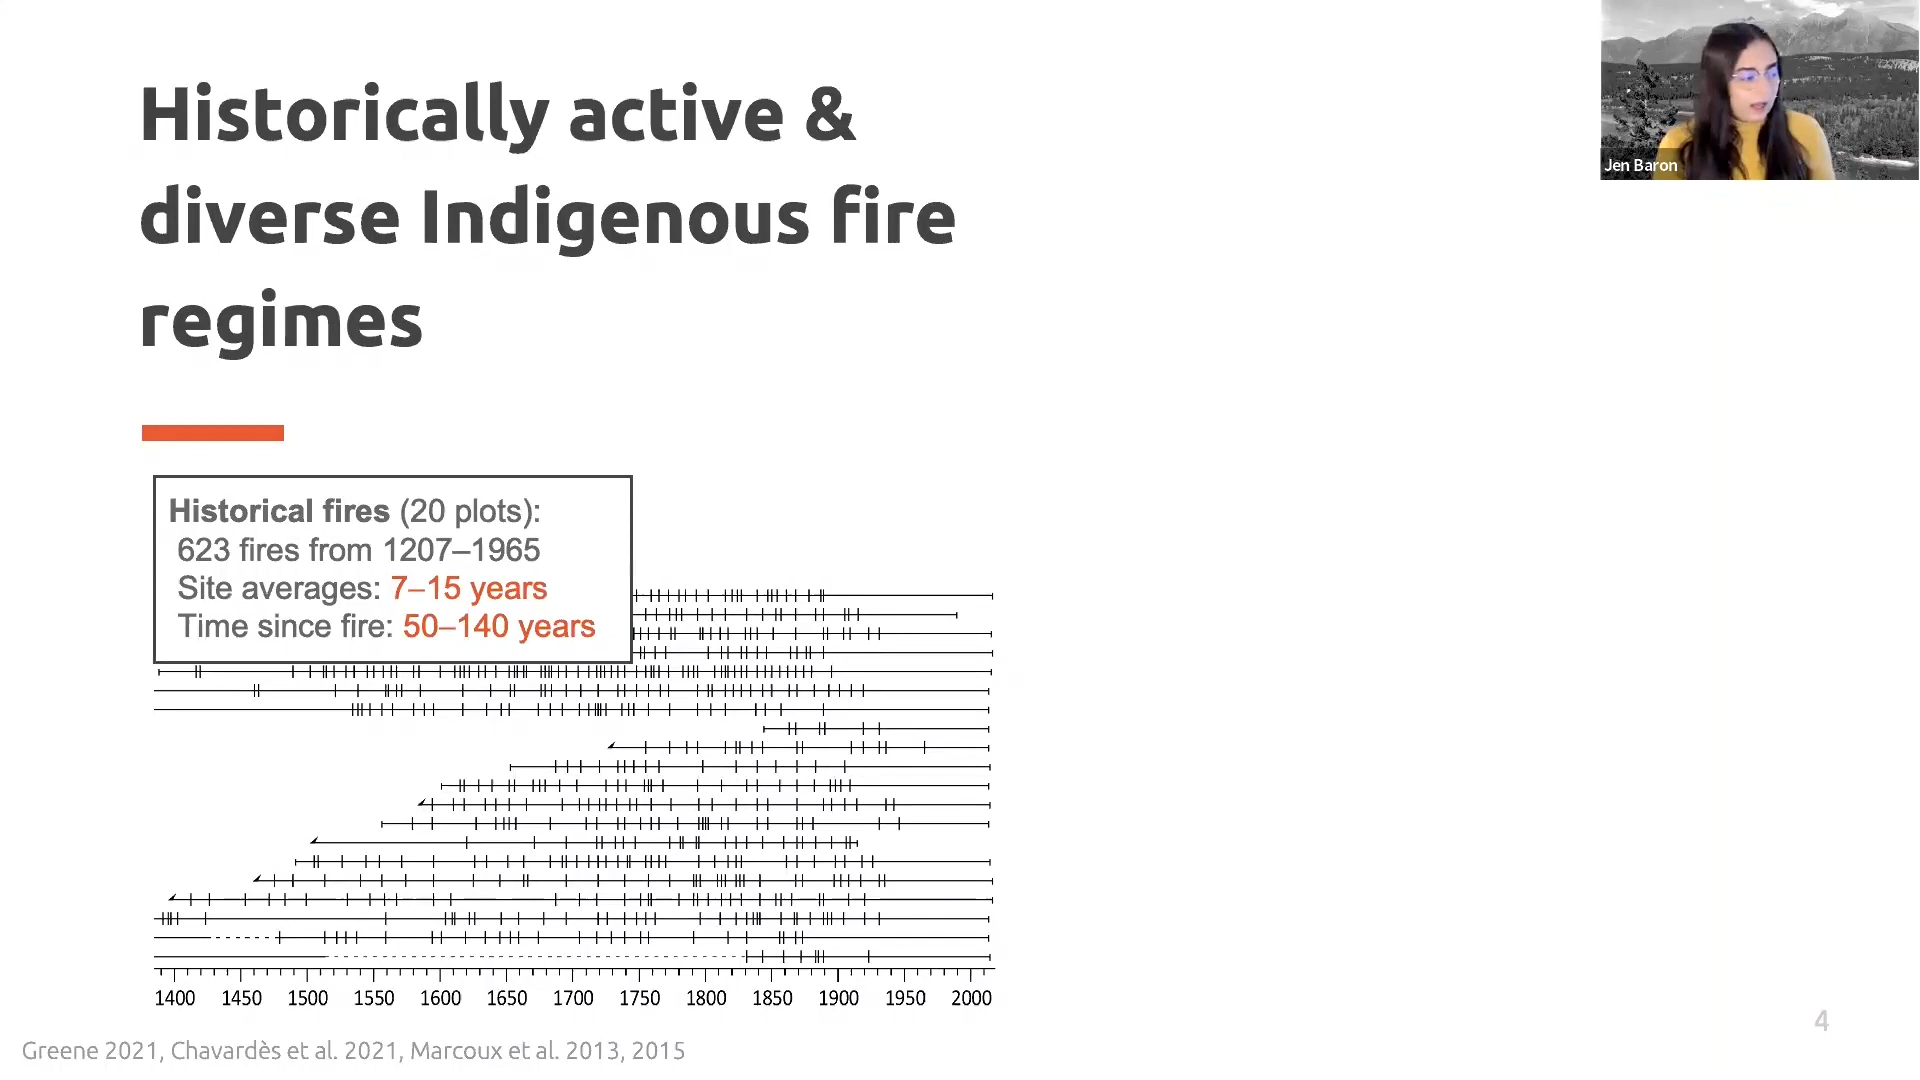 Historically active &
diverse Indigenous fire
regimes
Jen Baron
Historical fires (20 plots):
623 fires from 1207–1965
Site averages: 7–15 years
Time since fire: 50–140 years
1400 1450 1500 1550 1600 1650 1700 1750 1800 1850 1900 1950 2000
4
Greene 2021, Chavardès et al. 2021, Marcoux et al. 2013, 2015